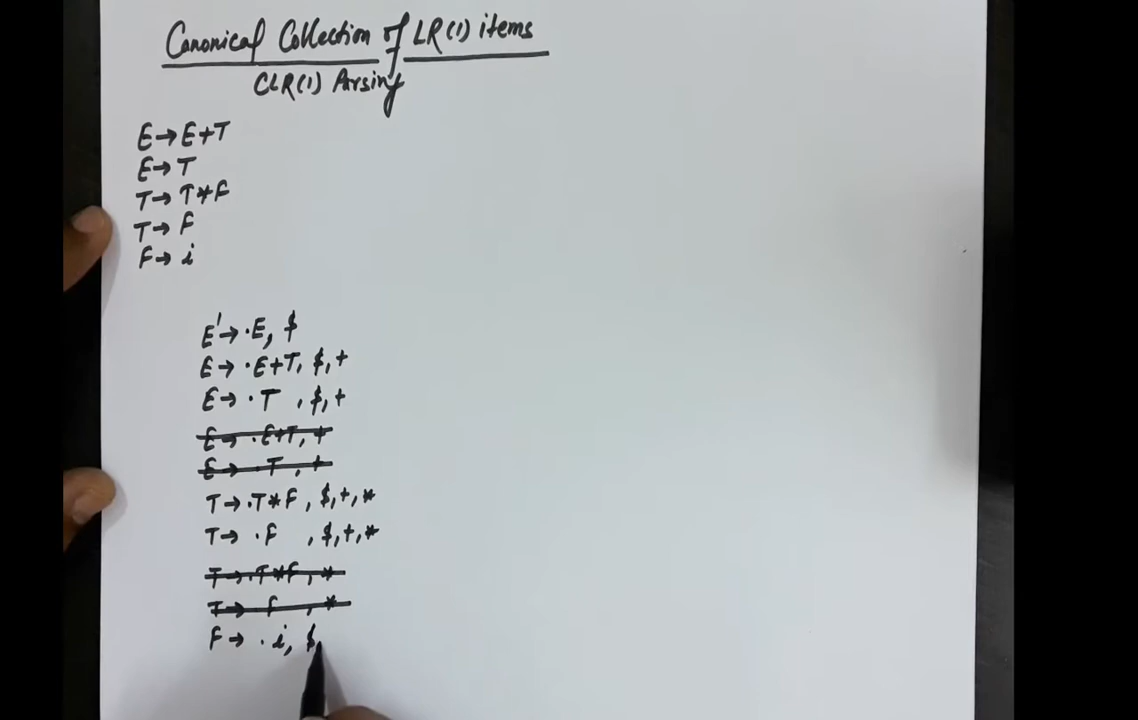 Canonical Collection of LR(1) items
CLR(1) Parsing
E→E+T
E→T
T→T*F
T→F
F→i
E'→·E, $
E→·E+T, $,+
E→·T , $,+
E→·E+T, +
E→·T , +
T→·T*F , $,+,*
T→·F , $,+,*
T→·T*F , *
T→ F , *
F→·i, $,